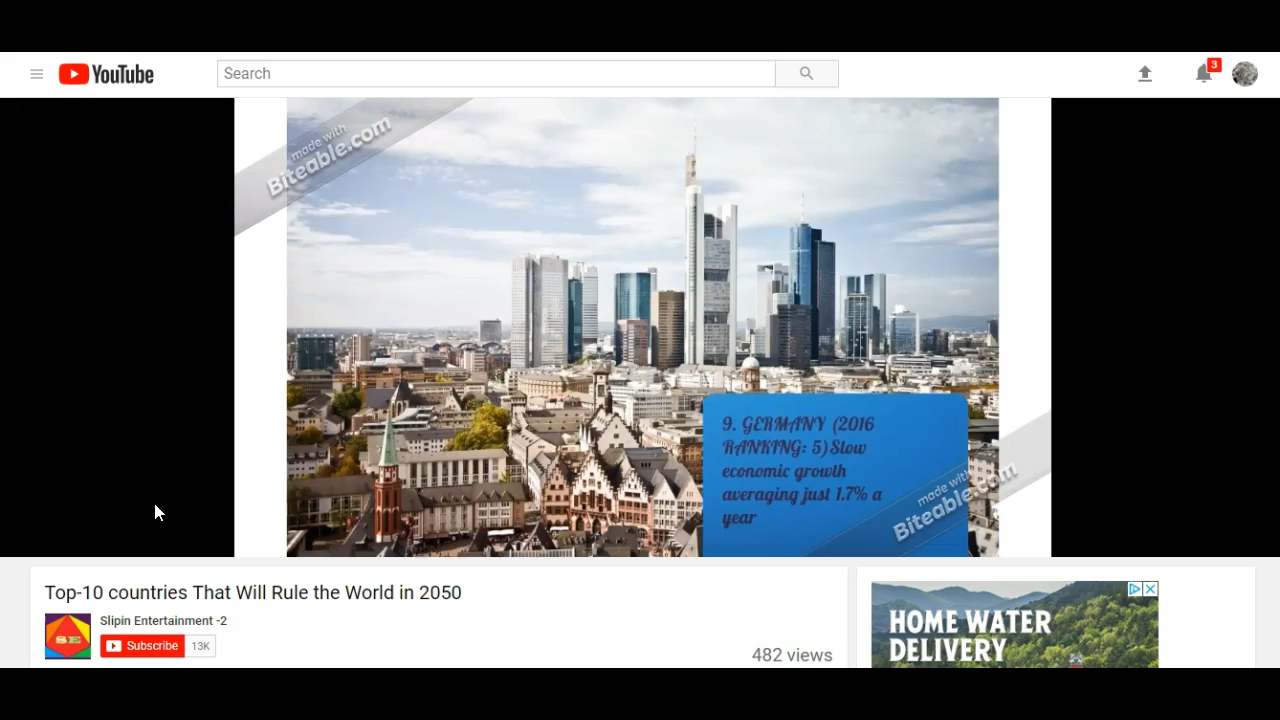 YouTube
Search
3
made with
Biteable.com
9. GERMANY (2016
RANKING: 5)Slow
economic growth
averaging just 1.7% a
year
made with
Biteable.com
Top-10 countries That Will Rule the World in 2050
Slipin Entertainment -2
SE
Subscribe 13K
482 views
HOME WATER
DELIVERY